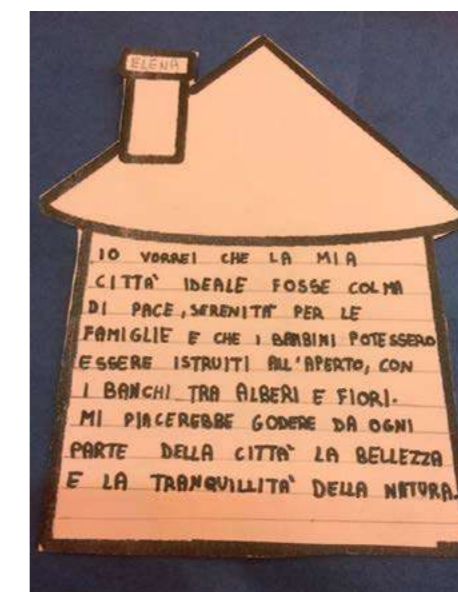 ELENA
IO VORREI CHE LA MIA
CITTA' IDEALE FOSSE COLMA
DI PACE, SERENITA' PER LE
FAMIGLIE E CHE I BAMBINI POTESSERO
ESSERE ISTRUITI ALL'APERTO, CON
I BANCHI TRA ALBERI E FIORI.
MI PIACEREBBE GODERE DA OGNI
PARTE DELLA CITTA' LA BELLEZZA
E LA TRANQUILLITA' DELLA NATURA.